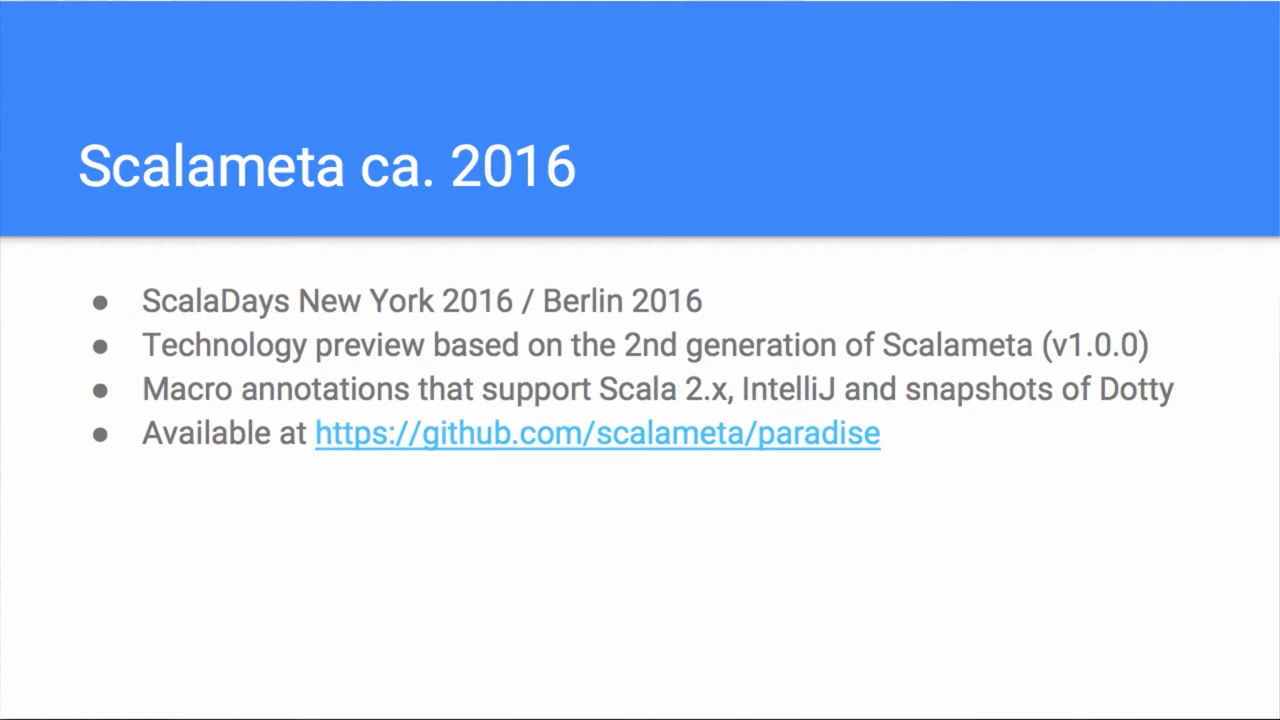 Scalameta ca. 2016
● ScalaDays New York 2016 / Berlin 2016
● Technology preview based on the 2nd generation of Scalameta (v1.0.0)
● Macro annotations that support Scala 2.x, IntelliJ and snapshots of Dotty
● Available at https://github.com/scalameta/paradise